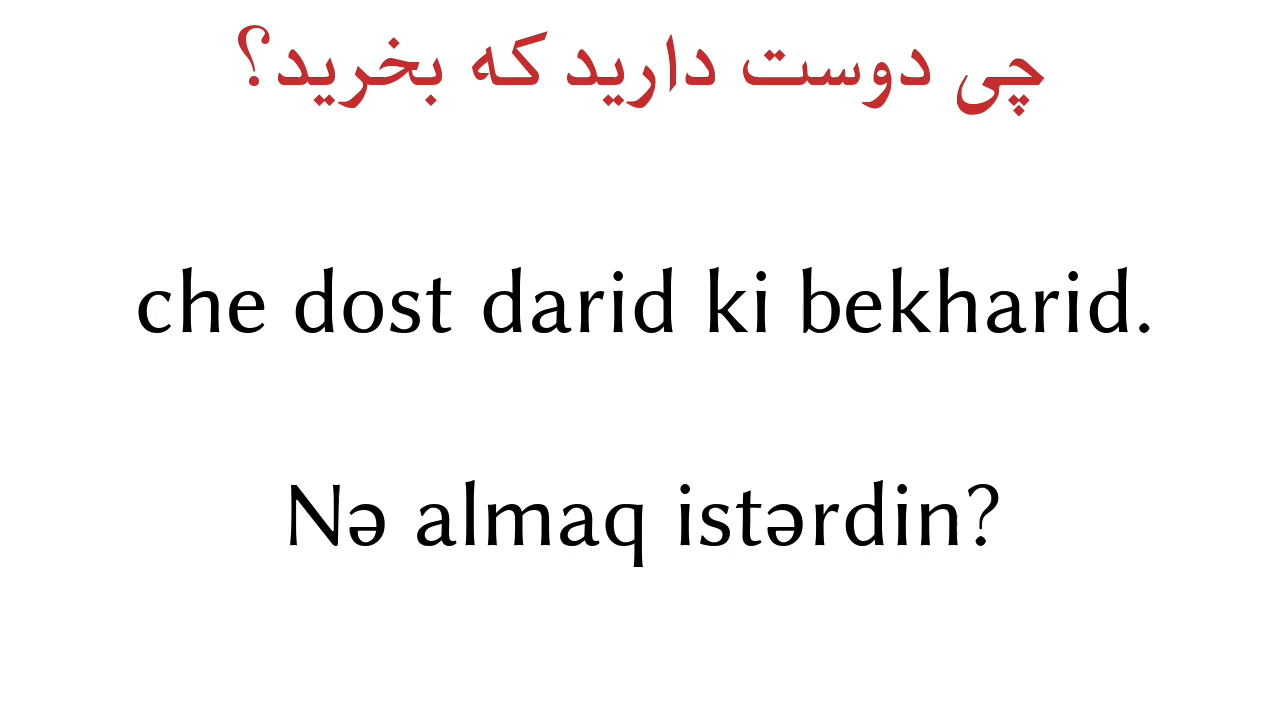 چی دوست دارید که بخرید؟
che dost darid ki bekharid.
Nə almaq istərdin?